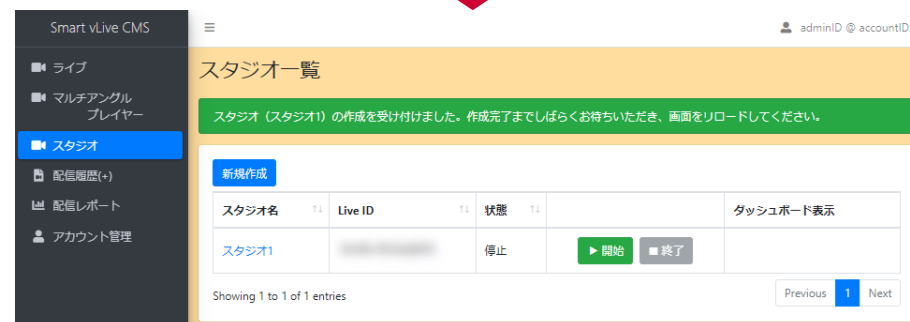 Smart vLive CMS
adminID @ accountID
ライブ
マルチアングル
プレイヤー
スタジオ
配信履歴(+)
配信レポート
アカウント管理
スタジオ一覧
スタジオ（スタジオ1）の作成を受け付けました。作成完了までしばらくお待ちいただき、画面をリロードしてください。
新規作成
スタジオ名 Live ID 状態 ダッシュボード表示
スタジオ1 停止 開始 終了
Showing 1 to 1 of 1 entries
Previous 1 Next